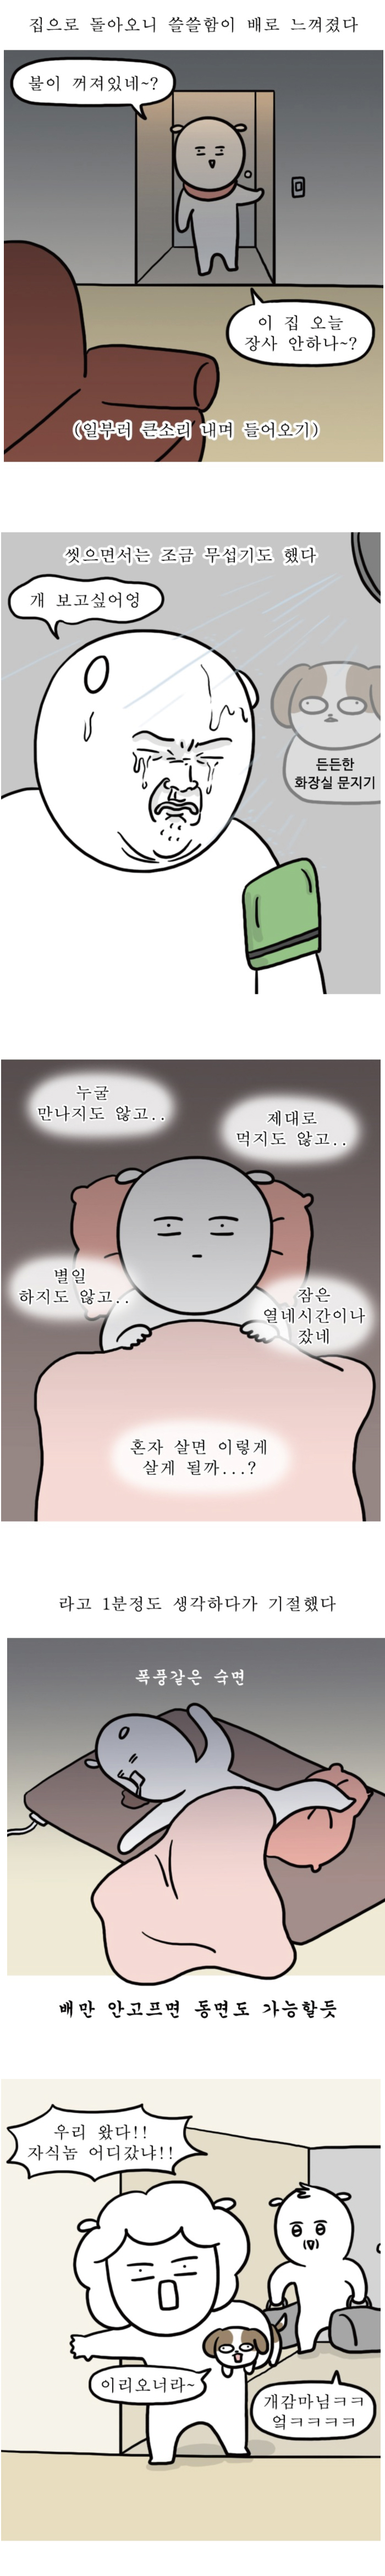 집으로 돌아오니 쓸쓸함이 배로 느껴졌다
불이 꺼져있네~?
이 집 오늘
장사 안하나~?
(일부러 큰소리 내며 들어오기)
씻으면서는 조금 무섭기도 했다
개 보고싶어엉
든든한
화장실 문지기
누굴
만나지도 않고..
제대로
먹지도 않고..
별일
하지도 않고..
잠은
열네시간이나
잤네
혼자 살면 이렇게
살게 될까...?
라고 1분정도 생각하다가 기절했다
폭풍같은 숙면
배만 안고프면 동면도 가능할듯
우리 왔다!!
자식놈 어디갔냐!!
이리오너라~
개감마님ㅋㅋ
엌ㅋㅋㅋㅋ